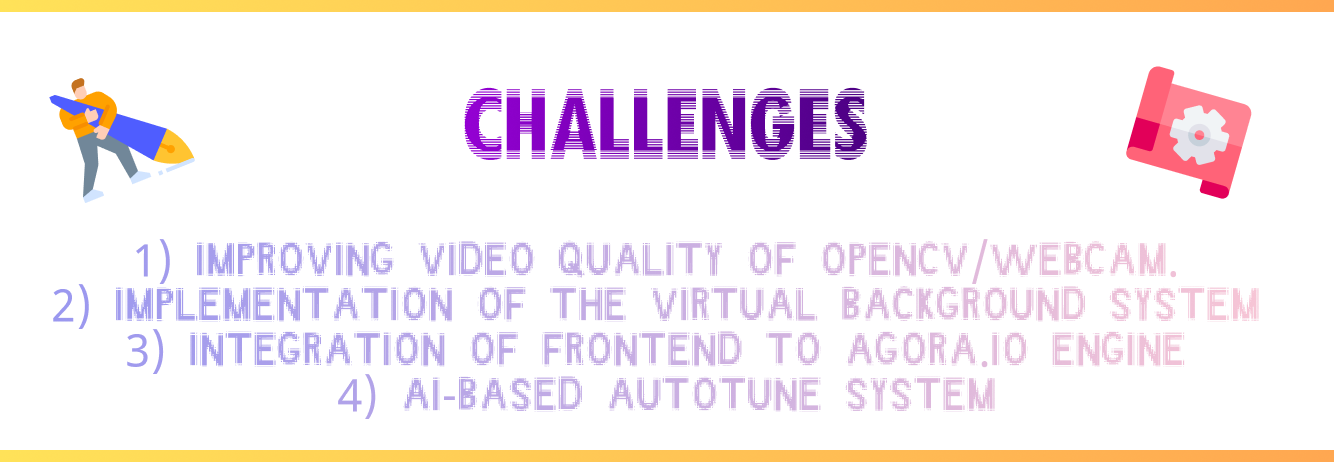 CHALLENGES
1) IMPROVING VIDEO QUALITY OF OPENCV/WEBCAM.
2) IMPLEMENTATION OF THE VIRTUAL BACKGROUND SYSTEM
3) INTEGRATION OF FRONTEND TO AGORA.IO ENGINE
4) AI-BASED AUTOTUNE SYSTEM